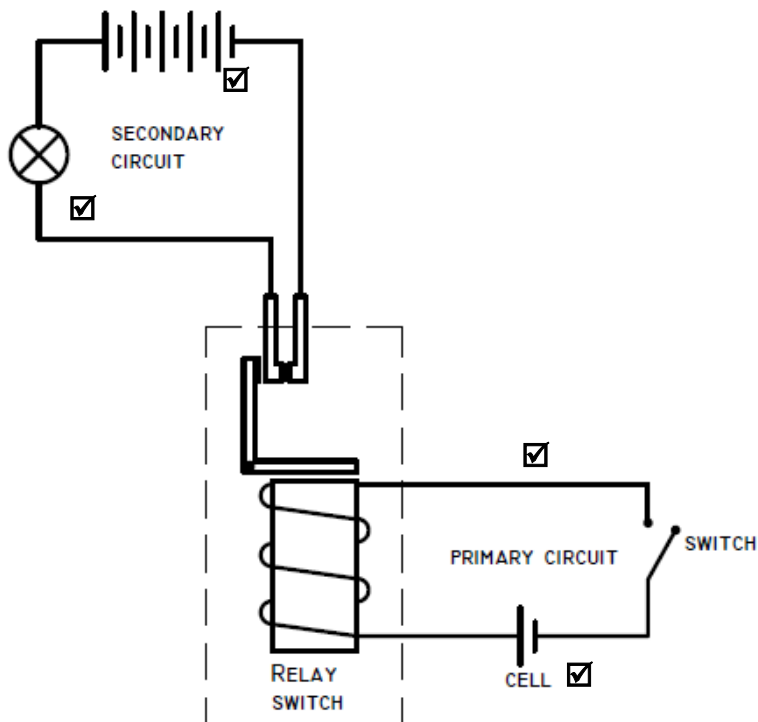 SECONDARY
CIRCUIT
PRIMARY CIRCUIT
SWITCH
RELAY
SWITCH
CELL